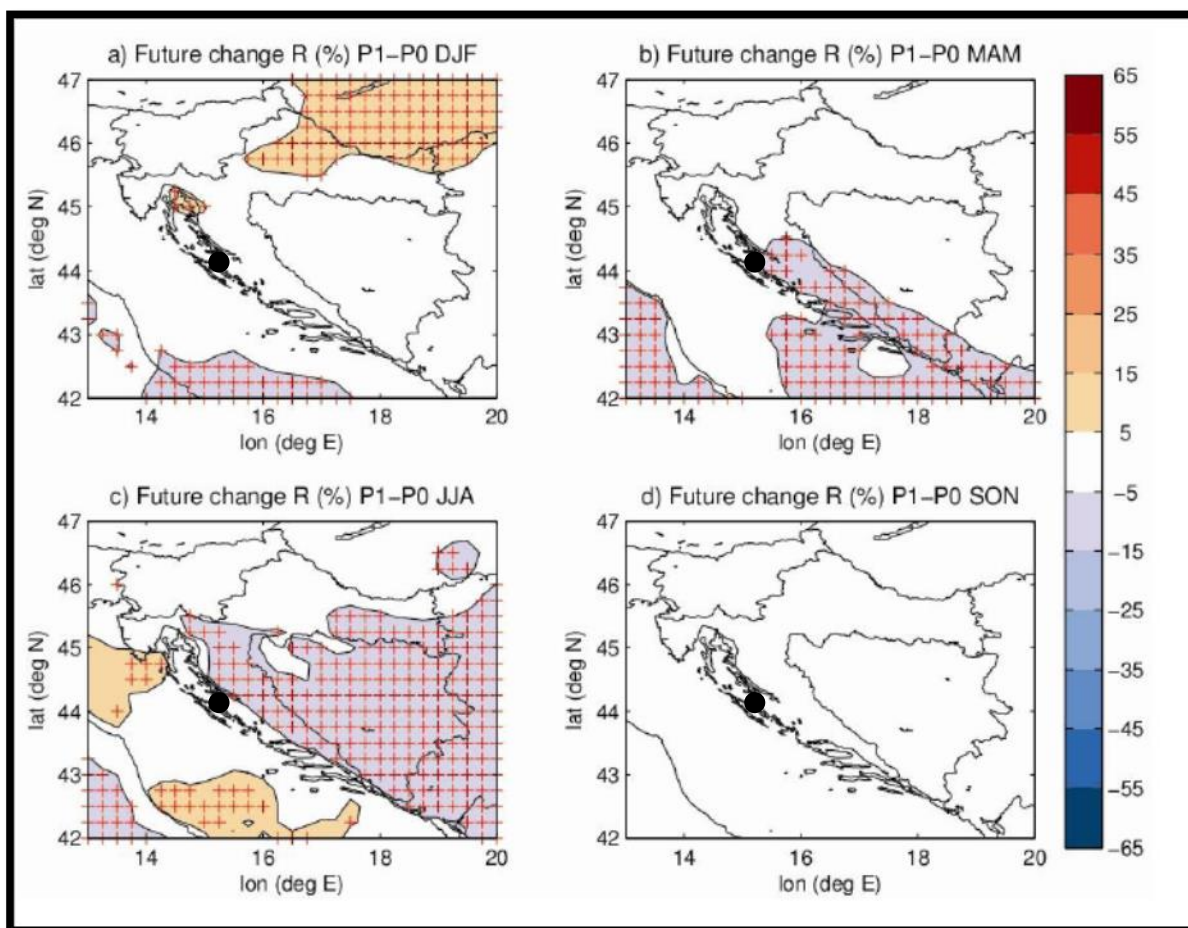 a) Future change R (%) P1-P0 DJF
47
46
45
44
43
42
lat (deg N)
14 16 18 20
lon (deg E)
b) Future change R (%) P1-P0 MAM
47
46
45
44
43
42
lat (deg N)
14 16 18 20
lon (deg E)
c) Future change R (%) P1-P0 JJA
47
46
45
44
43
42
lat (deg N)
14 16 18 20
lon (deg E)
d) Future change R (%) P1-P0 SON
47
46
45
44
43
42
lat (deg N)
14 16 18 20
lon (deg E)
65
55
45
35
25
15
5
-5
-15
-25
-35
-45
-55
-65